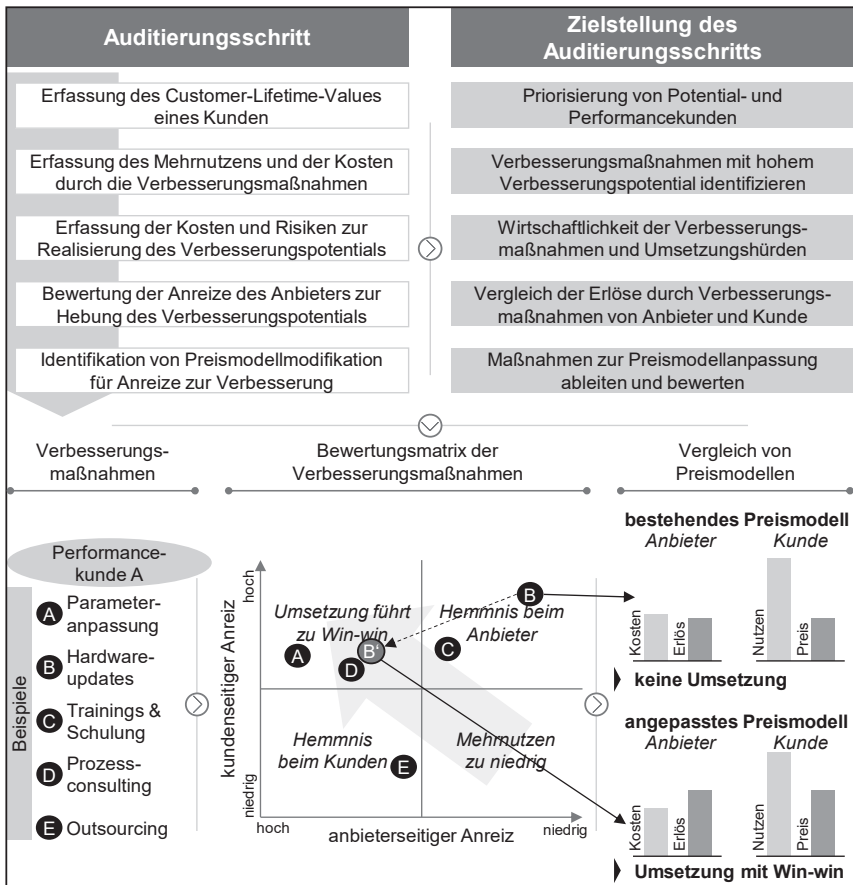 Auditierungsschritt
Zielstellung des
Auditierungsschritts
Erfassung des Customer-Lifetime-Values
eines Kunden
Priorisierung von Potential- und
Performancekunden
Erfassung des Mehrnutzens und der Kosten
durch die Verbesserungsmaßnahmen
Verbesserungsmaßnahmen mit hohem
Verbesserungspotential identifizieren
Erfassung der Kosten und Risiken zur
Realisierung des Verbesserungspotentials
Wirtschaftlichkeit der Verbesserungs-
maßnahmen und Umsetzungshürden
Bewertung der Anreize des Anbieters zur
Hebung des Verbesserungspotentials
Vergleich der Erlöse durch Verbesserungs-
maßnahmen von Anbieter und Kunde
Identifikation von Preismodellmodifikation
für Anreize zur Verbesserung
Maßnahmen zur Preismodellanpassung
ableiten und bewerten
Verbesserungs-
maßnahmen
Bewertungsmatrix der
Verbesserungsmaßnahmen
Vergleich von
Preismodellen
Performance-
kunde A
Beispiele
A Parameter-
anpassung
B Hardware-
updates
C Trainings &
Schulung
D Prozess-
consulting
E Outsourcing
kundenseitiger Anreiz
hoch
niedrig
Umsetzung führt
zu Win-win
Hemmnis beim
Anbieter
A
D
B'
C
B
Hemmnis
beim Kunden
E
Mehrnutzen
zu niedrig
hoch
anbieterseitiger Anreiz
niedrig
bestehendes Preismodell
Anbieter
Kunde
Kosten
Erlös
Nutzen
Preis
keine Umsetzung
angepasstes Preismodell
Anbieter
Kunde
Kosten
Erlös
Nutzen
Preis
Umsetzung mit Win-win